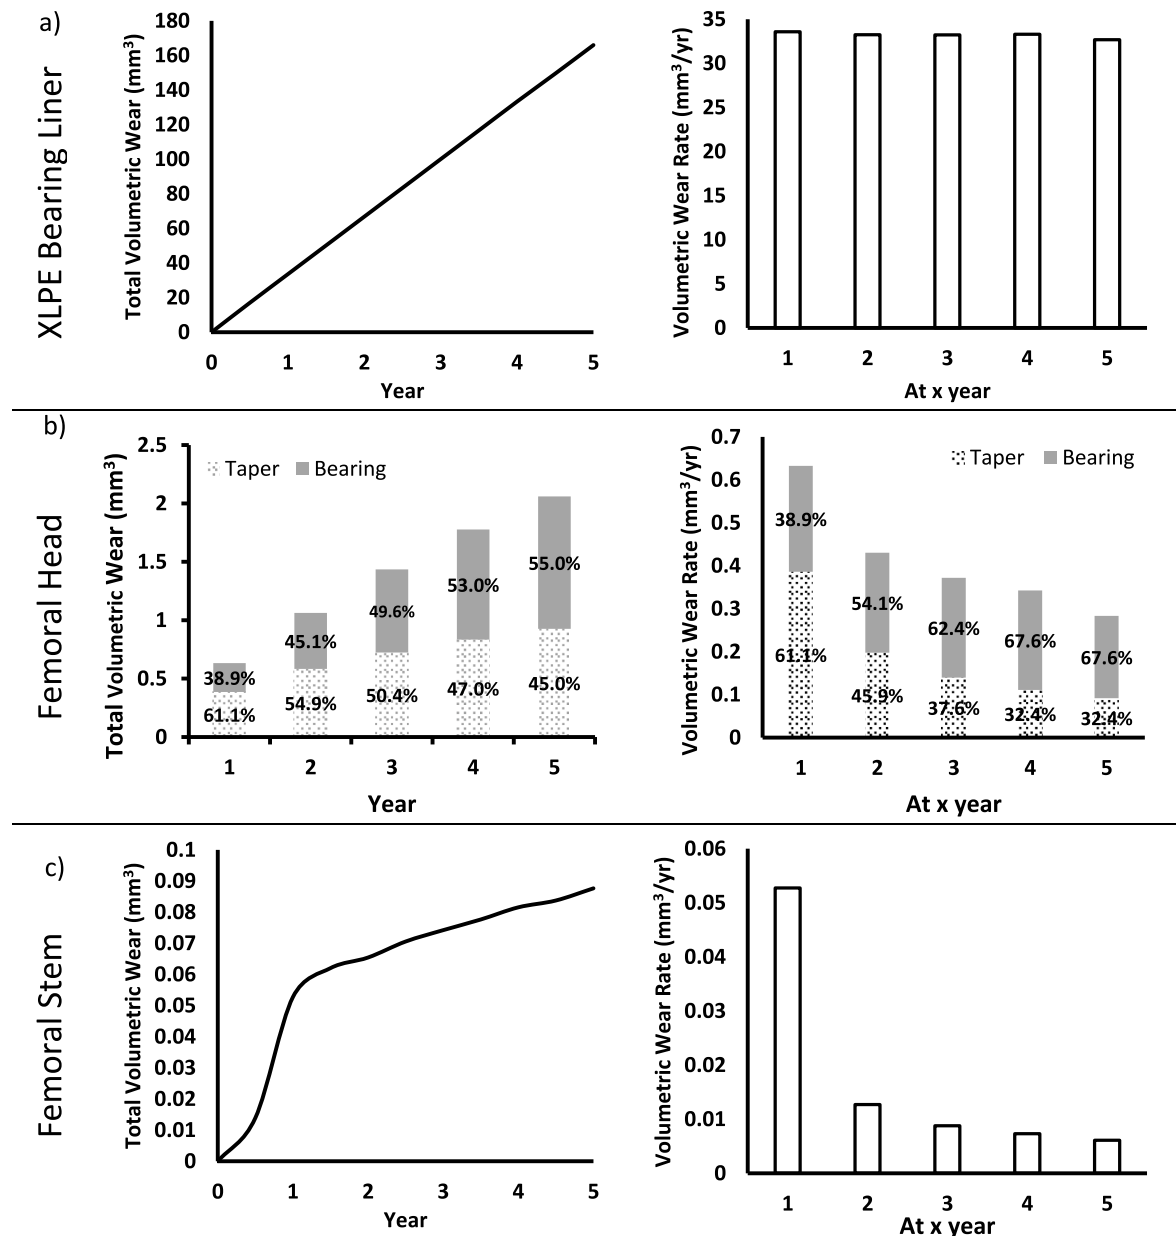 a)
XLPE Bearing Liner
Total Volumetric Wear (mm³)
180
160
140
120
100
80
60
40
20
0
0 1 2 3 4 5
Year
Volumetric Wear Rate (mm³/yr)
35
30
25
33
15
10
5
0
1 2 3 4 5
At x year
b)
Femoral Head
Total Volumetric Wear (mm³)
2.5
2
1.5
1
0.5
0
Taper Bearing
38.9%
61.1%
45.1%
54.9%
49.6%
50.4%
53.0%
47.0%
55.0%
45.0%
1 2 3 4 5
Year
Volumetric Wear Rate (mm³/yr)
0.7
0.6
0.5
0.4
0.3
0.2
0.1
0
Taper Bearing
38.9%
61.1%
54.1%
45.9%
62.4%
37.6%
67.6%
32.4%
67.6%
32.4%
1 2 3 4 5
At x year
c)
Femoral Stem
Total Volumetric Wear (mm³)
0.1
0.09
0.08
0.07
0.06
0.05
0.04
0.03
0.02
0.01
0
0 1 2 3 4 5
Year
Volumetric Wear Rate (mm³/yr)
0.06
0.05
0.04
0.03
0.02
0.01
0
1 2 3 4 5
At x year